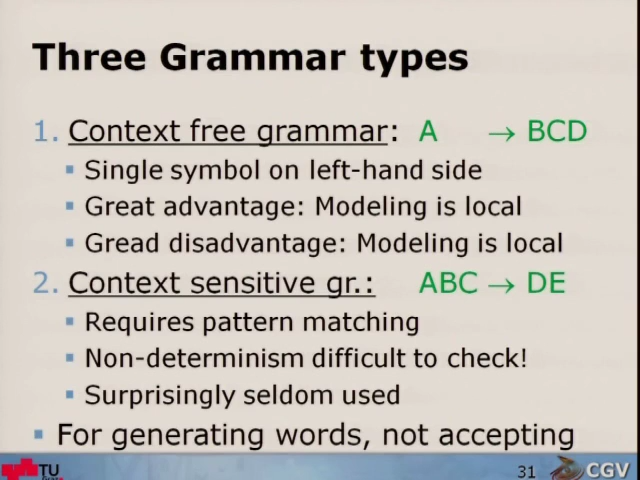 Three Grammar types
1. Context free grammar: A → BCD
▪ Single symbol on left-hand side
▪ Great advantage: Modeling is local
▪ Gread disadvantage: Modeling is local
2. Context sensitive gr.: ABC → DE
▪ Requires pattern matching
▪ Non-determinism difficult to check!
▪ Surprisingly seldom used
▪ For generating words, not accepting
TU
31 CGV